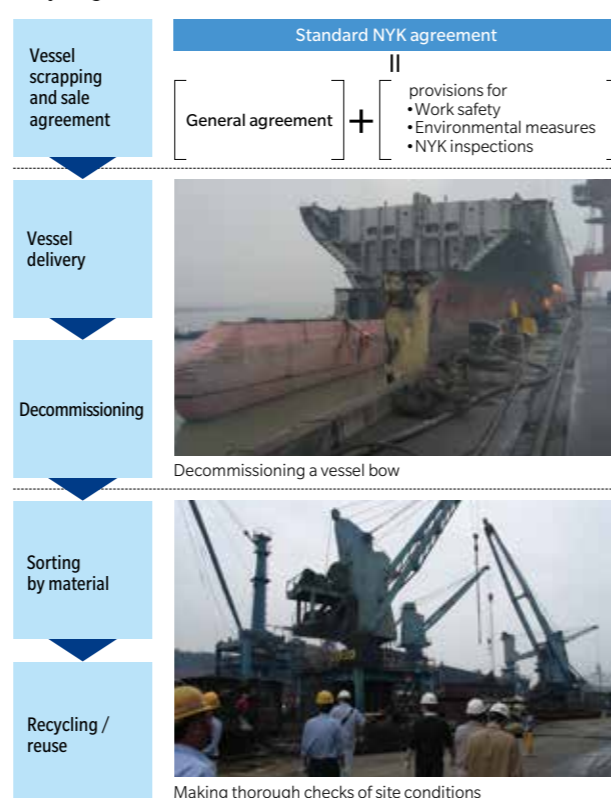 Vessel
scrapping
and sale
agreement
Standard NYK agreement
=
General agreement
+
provisions for
•Work safety
•Environmental measures
•NYK inspections
Vessel
delivery
Decommissioning
Decommissioning a vessel bow
Sorting
by material
Recycling /
reuse
Making thorough checks of site conditions